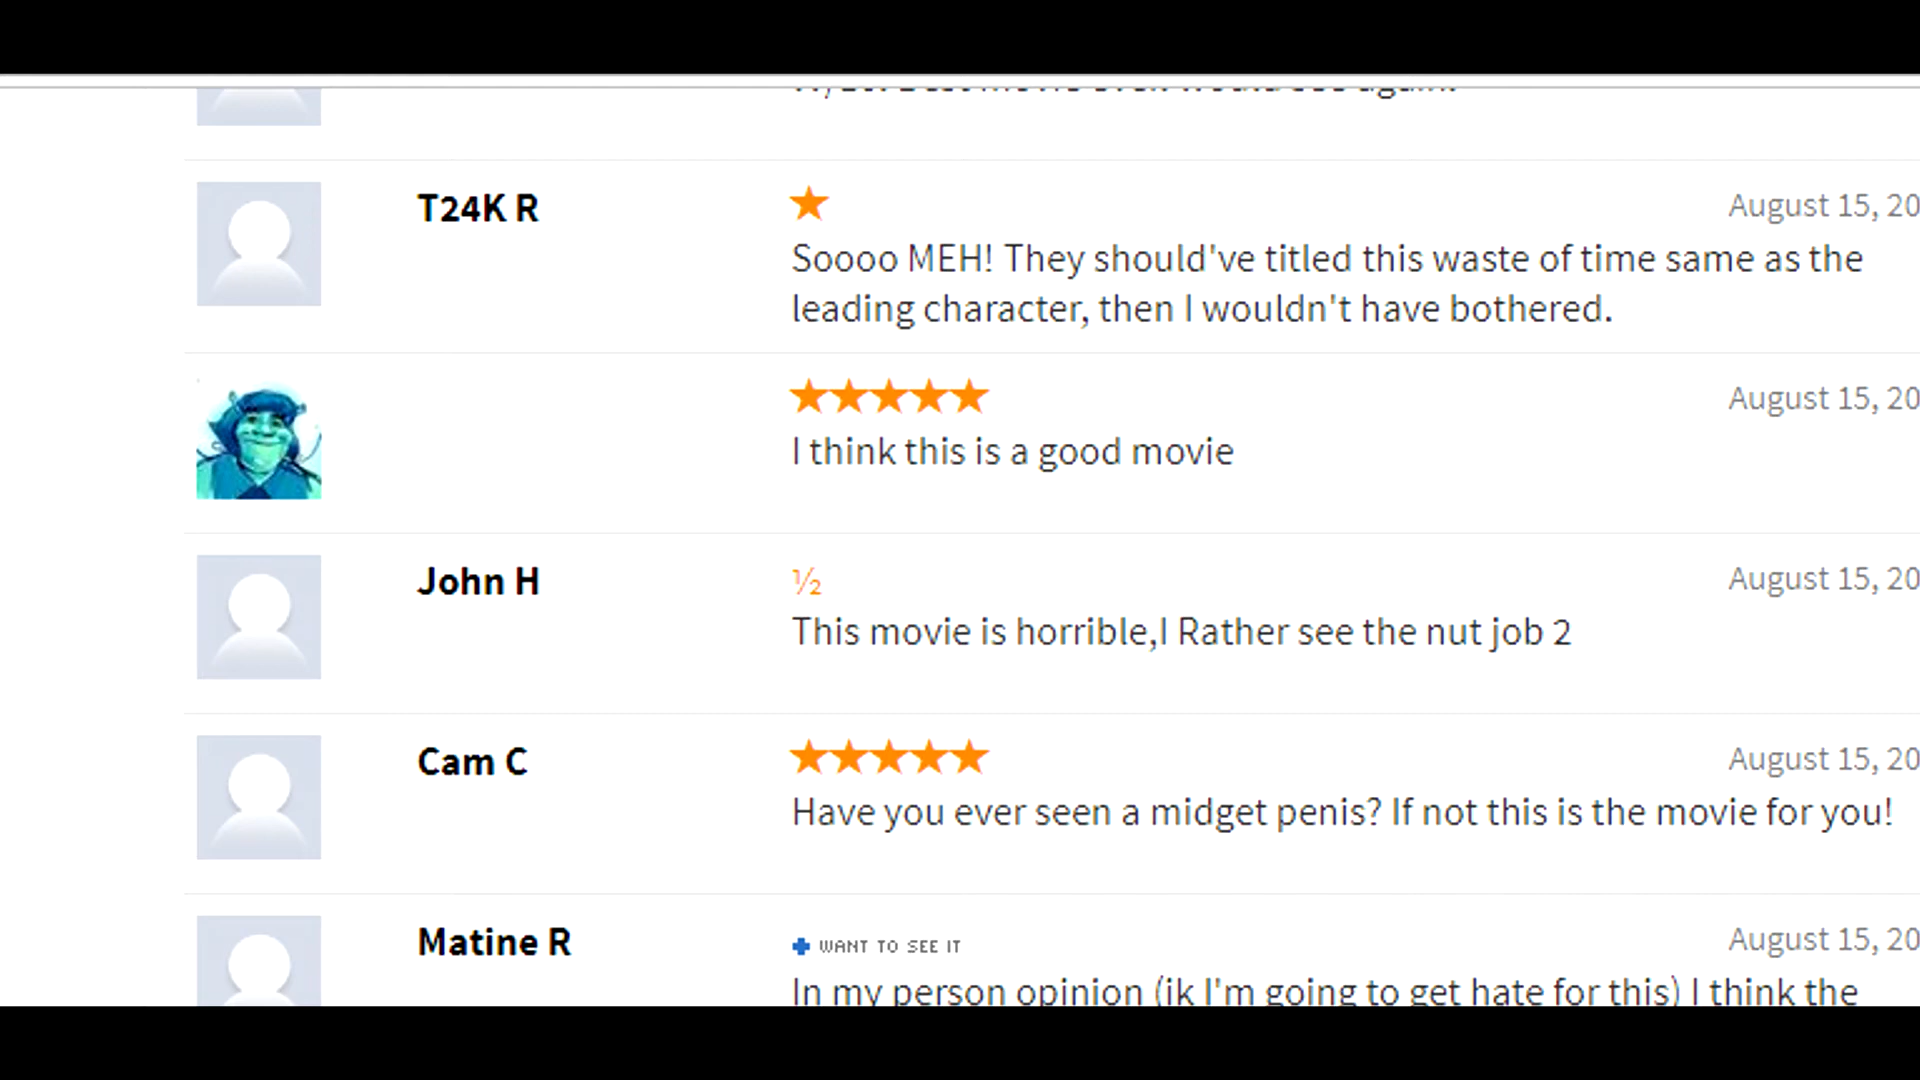 T24K R
★
August 15, 20
Soooo MEH! They should've titled this waste of time same as the
leading character, then I wouldn't have bothered.
★★★★★
August 15, 20
I think this is a good movie
John H
½
August 15, 20
This movie is horrible,I Rather see the nut job 2
Cam C
★★★★★
August 15, 20
Have you ever seen a midget penis? If not this is the movie for you!
Matine R
WANT TO SEE IT
August 15, 20
In my person opinion (ik I'm going to get hate for this) I think the